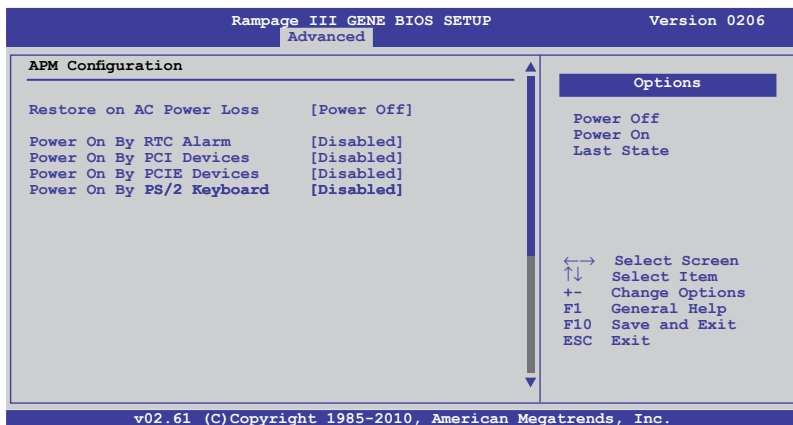 Rampage III GENE BIOS SETUP Version 0206
Advanced
APM Configuration
Restore on AC Power Loss [Power Off]
Power On By RTC Alarm [Disabled]
Power On By PCI Devices [Disabled]
Power On By PCIE Devices [Disabled]
Power On By PS/2 Keyboard [Disabled]
Options
Power Off
Power On
Last State
←→ Select Screen
↑↓ Select Item
+- Change Options
F1 General Help
F10 Save and Exit
ESC Exit
v02.61 (C)Copyright 1985-2010, American Megatrends, Inc.